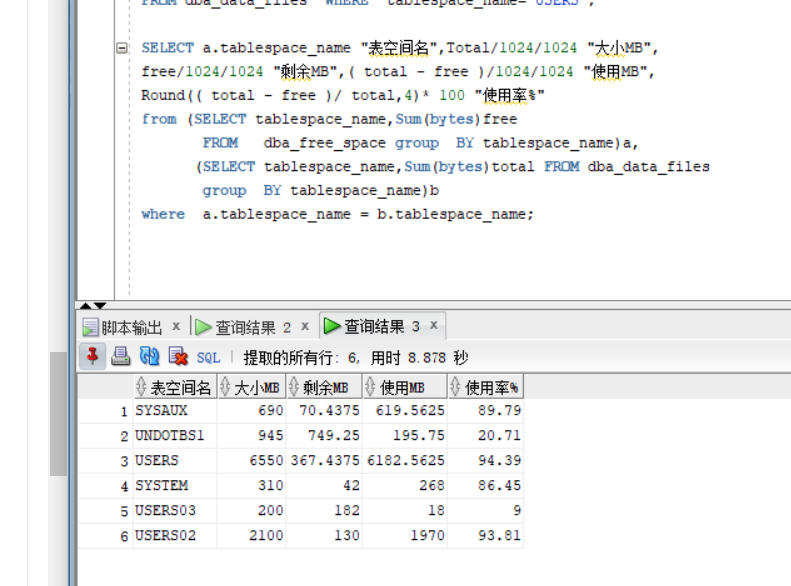 FROM dba_data_files WHERE tablespace_name='USERS';
SELECT a.tablespace_name "表空间名",Total/1024/1024 "大小MB",
free/1024/1024 "剩余MB",( total - free )/1024/1024 "使用MB",
Round(( total - free )/ total,4)* 100 "使用率%"
from (SELECT tablespace_name,Sum(bytes)free
FROM dba_free_space group BY tablespace_name)a,
(SELECT tablespace_name,Sum(bytes)total FROM dba_data_files
group BY tablespace_name)b
where a.tablespace_name = b.tablespace_name;
脚本输出 x 查询结果 2 x 查询结果 3 x
SQL | 提取的所有行: 6, 用时 8.878 秒
表空间名 大小MB 剩余MB 使用MB 使用率%
1 SYSAUX 690 70.4375 619.5625 89.79
2 UNDOTBS1 945 749.25 195.75 20.71
3 USERS 6550 367.4375 6182.5625 94.39
4 SYSTEM 310 42 268 86.45
5 USERS03 200 182 18 9
6 USERS02 2100 130 1970 93.81